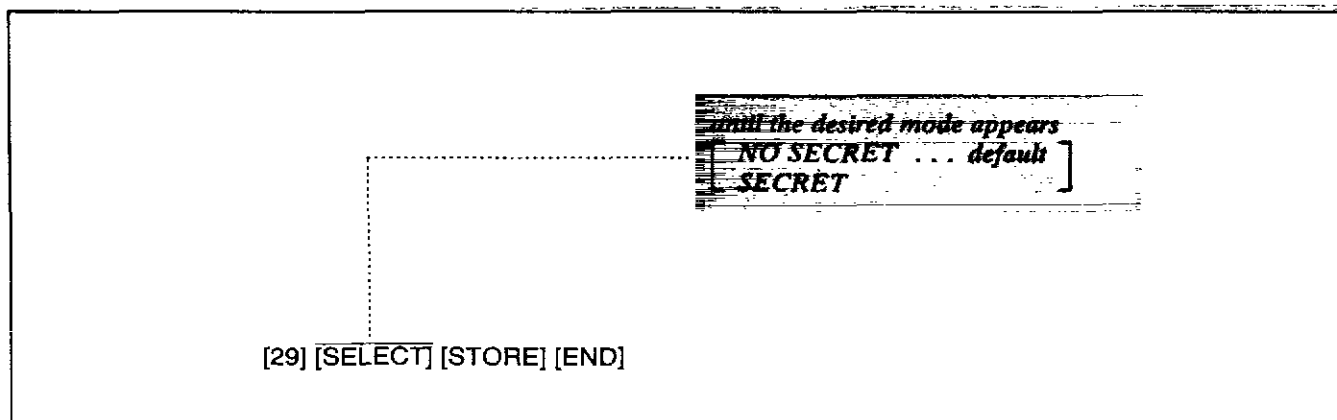 until the desired mode appears
[ NO SECRET ... default
SECRET ]
[29] [SELECT] [STORE] [END]